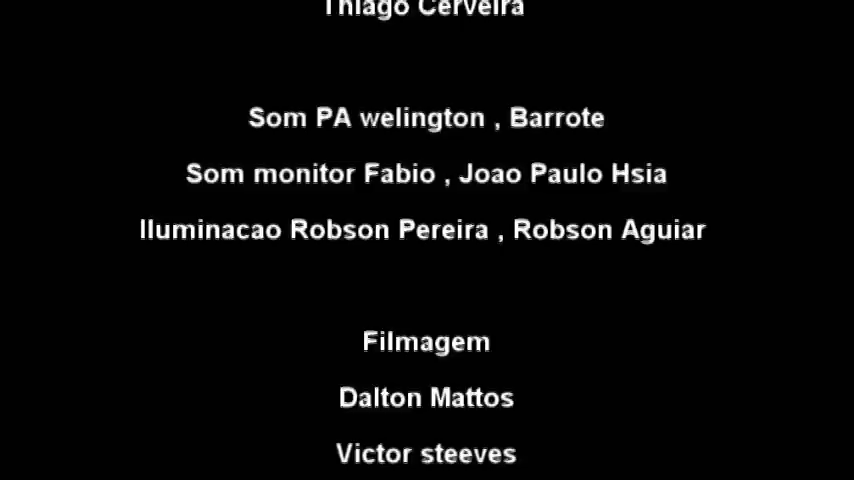 Thiago Cerveira
Som PA welington , Barrote
Som monitor Fabio , Joao Paulo Hsia
Iluminacao Robson Pereira , Robson Aguiar
Filmagem
Dalton Mattos
Victor steeves